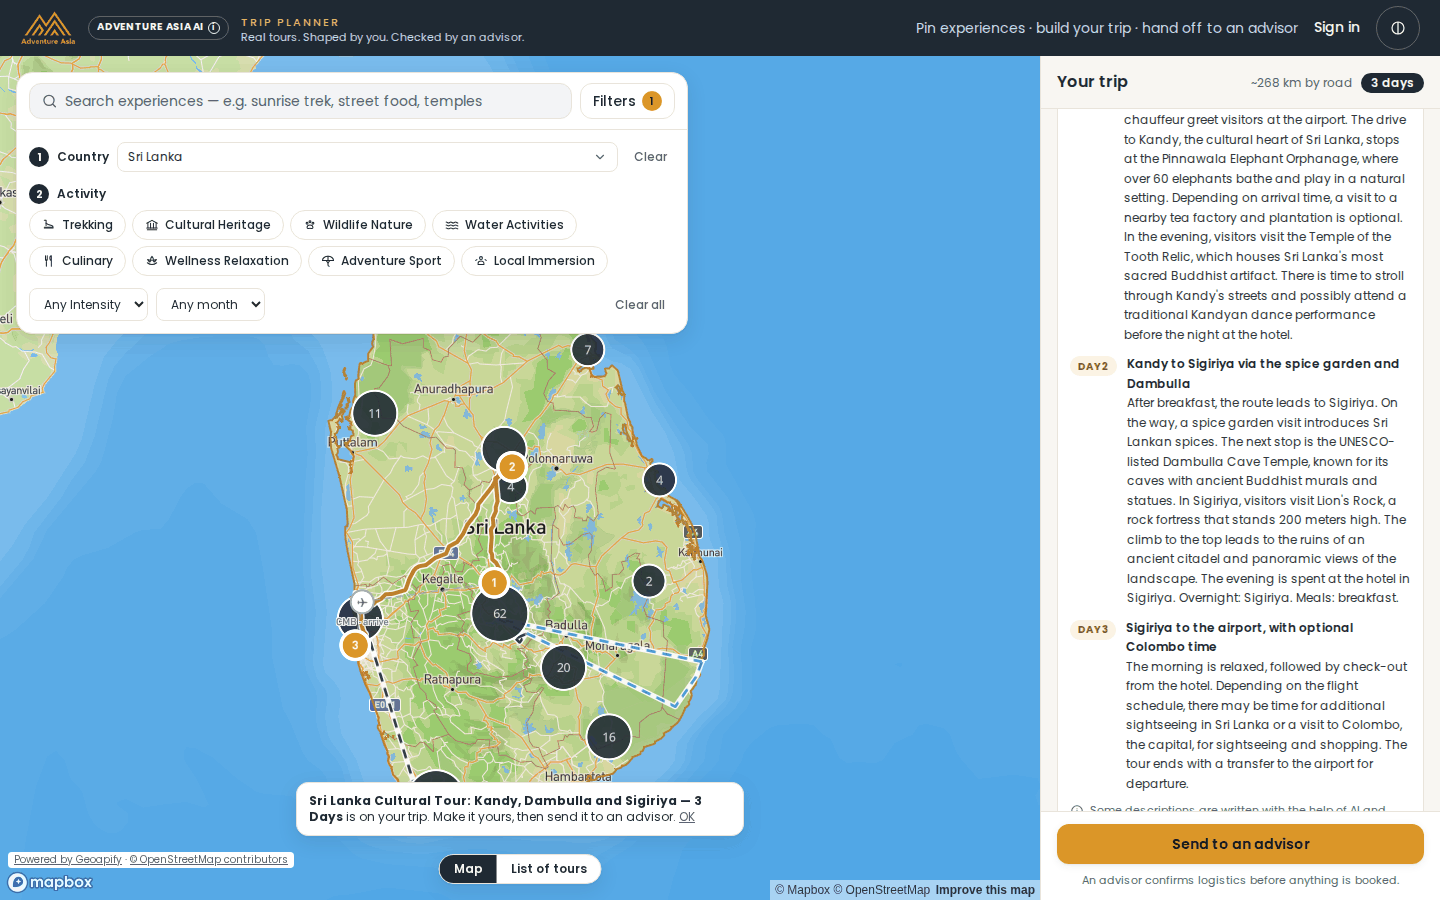 Adventure Asia
ADVENTURE ASIA AI
TRIP PLANNER
Real tours. Shaped by you. Checked by an advisor.
Pin experiences · build your trip · hand off to an advisor
Sign in
Search experiences — e.g. sunrise trek, street food, temples
Filters 1
1 Country
Sri Lanka
Clear
2 Activity
Trekking
Cultural Heritage
Wildlife Nature
Water Activities
Culinary
Wellness Relaxation
Adventure Sport
Local Immersion
Any Intensity
Any month
Clear all
7
Anuradhapura
11
Puttalam
2
olonnaruwa
4
4
Sri Lanka
Kegalle
1
2
62
CMB · arrive
3
Badulla
A4
20
Ratnapura
16
Hambantota
sayanvilai
Sri Lanka Cultural Tour: Kandy, Dambulla and Sigiriya — 3
Days is on your trip. Make it yours, then send it to an advisor. OK
Powered by Geoapify · © OpenStreetMap contributors
mapbox
Map
List of tours
© Mapbox © OpenStreetMap Improve this map
Your trip
~268 km by road
3 days
chauffeur greet visitors at the airport. The drive
to Kandy, the cultural heart of Sri Lanka, stops
at the Pinnawala Elephant Orphanage, where
over 60 elephants bathe and play in a natural
setting. Depending on arrival time, a visit to a
nearby tea factory and plantation is optional.
In the evening, visitors visit the Temple of the
Tooth Relic, which houses Sri Lanka's most
sacred Buddhist artifact. There is time to stroll
through Kandy's streets and possibly attend a
traditional Kandyan dance performance
before the night at the hotel.
DAY 2
Kandy to Sigiriya via the spice garden and
Dambulla
After breakfast, the route leads to Sigiriya. On
the way, a spice garden visit introduces Sri
Lankan spices. The next stop is the UNESCO-
listed Dambulla Cave Temple, known for its
caves with ancient Buddhist murals and
statues. In Sigiriya, visitors visit Lion's Rock, a
rock fortress that stands 200 meters high. The
climb to the top leads to the ruins of an
ancient citadel and panoramic views of the
landscape. The evening is spent at the hotel in
Sigiriya. Overnight: Sigiriya. Meals: breakfast.
DAY 3
Sigiriya to the airport, with optional
Colombo time
The morning is relaxed, followed by check-out
from the hotel. Depending on the flight
schedule, there may be time for additional
sightseeing in Sri Lanka or a visit to Colombo,
the capital, for sightseeing and shopping. The
tour ends with a transfer to the airport for
departure.
Some descriptions are written with the help of AI and
Send to an advisor
An advisor confirms logistics before anything is booked.